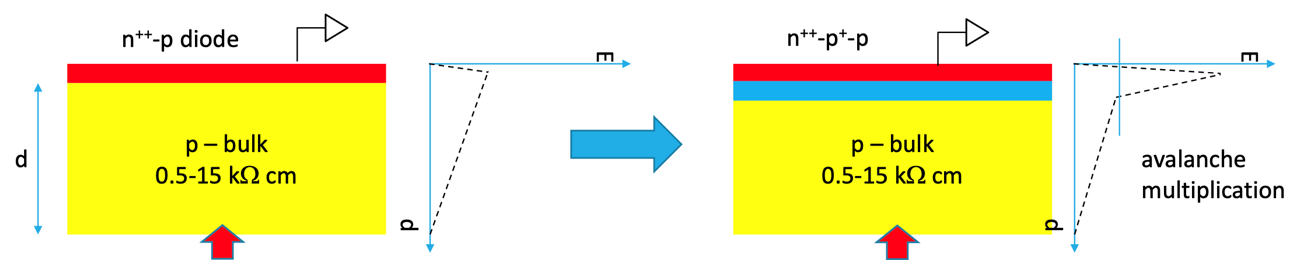 n++-p diode
E
d
p – bulk
0.5-15 kΩ cm
d
n++-p+-p
E
p – bulk
0.5-15 kΩ cm
d
avalanche
multiplication